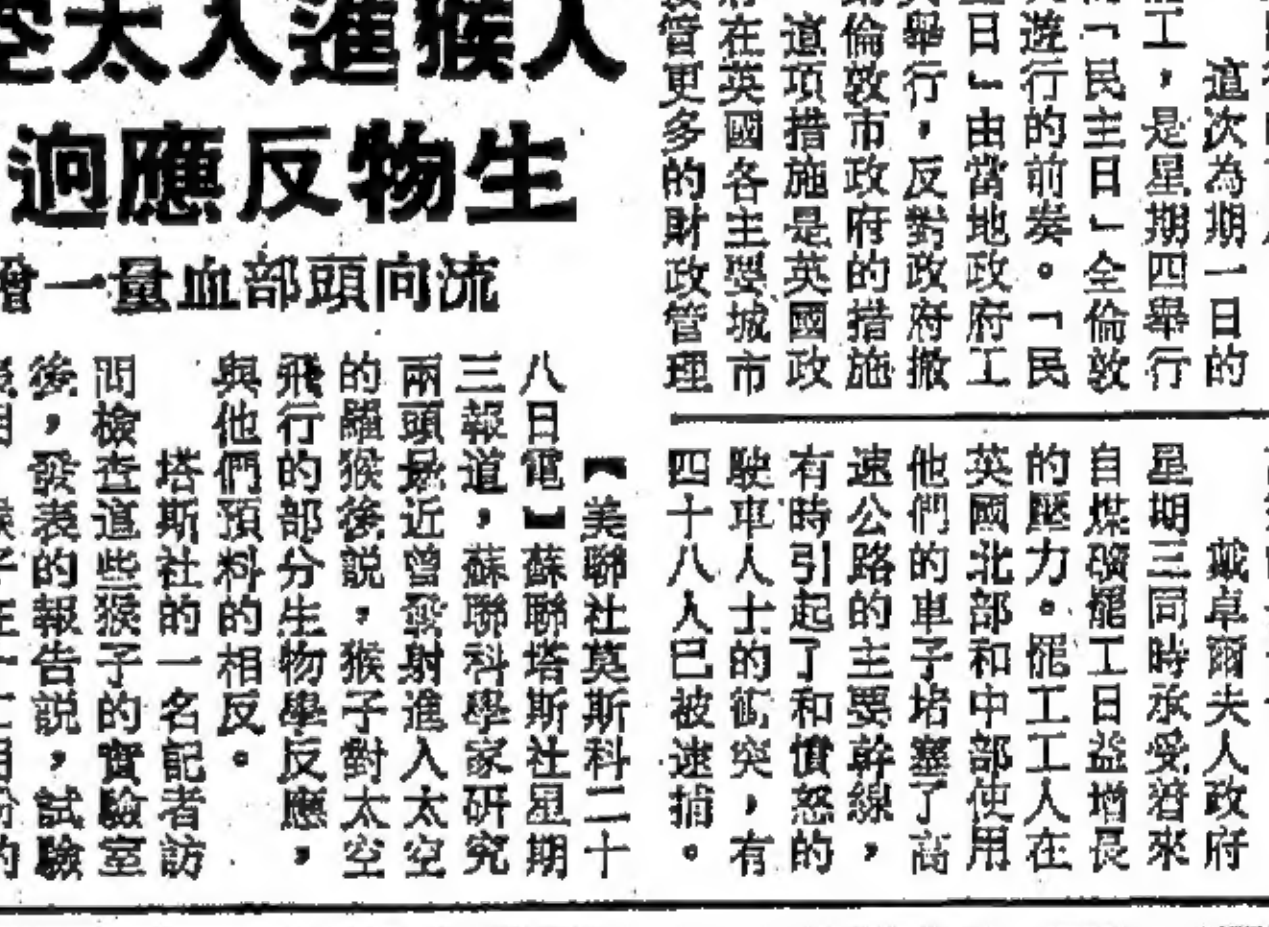 這次為期一日的
工，是星期四舉行
「民主日」全倫敦
遊行的前奏。「民
日」由當地政府工
舉行，反對政府撤
倫敦市政府的措施
這項措施是英國政
在英國各主要城市
管更多的財政管理
戴卓爾夫人政府
星期三同時承受着來
自煤礦罷工日益增長
的壓力。罷工工人在
英國北部和中部使用
他們的車子堵塞了高
速公路的主要幹線，
有時引起了和憤怒的
駛車人士的衝突，有
四十八人已被逮捕。
人猴進入太空
生物反應迥
流向頭部血量一增
【美聯社莫斯科二十
八日電】蘇聯塔斯社星期
三報道，蘇聯科學家研究
兩頭最近曾發射進入太空
的羅猴後説，猴子對太空
飛行的部分生物學反應，
與他們預料的相反。
塔斯社的一名記者訪
問檢查這些猴子的實驗室
後，發表的報告説，試驗